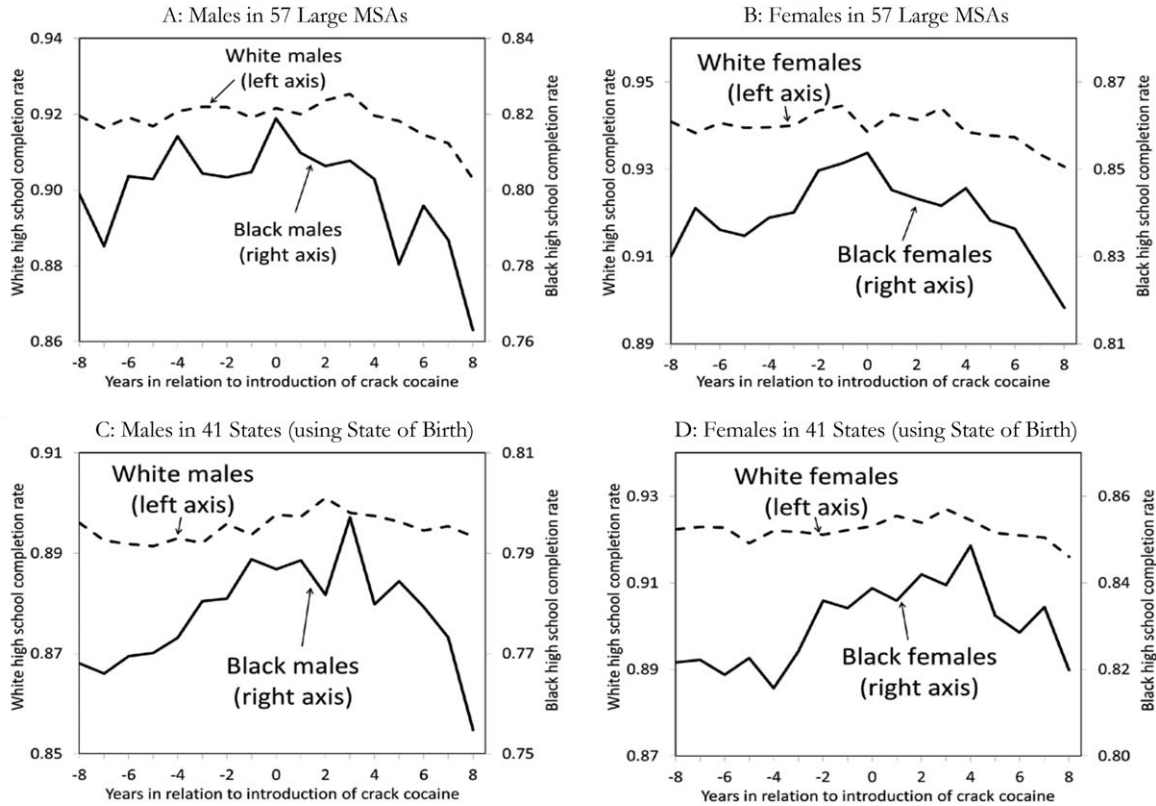 A: Males in 57 Large MSAs
White high school completion rate
0.94
0.92
0.90
0.88
0.86
White males
(left axis)
Black males
(right axis)
0.84
0.82
0.80
0.78
0.76
Black high school completion rate
-8 -6 -4 -2 0 2 4 6 8
Years in relation to introduction of crack cocaine
B: Females in 57 Large MSAs
White high school completion rate
0.95
0.93
0.91
0.89
White females
(left axis)
Black females
(right axis)
0.87
0.85
0.83
0.81
Black high school completion rate
-8 -6 -4 -2 0 2 4 6 8
Years in relation to introduction of crack cocaine
C: Males in 41 States (using State of Birth)
White high school completion rate
0.91
0.89
0.87
0.85
White males
(left axis)
Black males
(right axis)
0.81
0.79
0.77
0.75
Black high school completion rate
-8 -6 -4 -2 0 2 4 6 8
Years in relation to introduction of crack cocaine
D: Females in 41 States (using State of Birth)
White high school completion rate
0.93
0.91
0.89
0.87
White females
(left axis)
Black females
(right axis)
0.86
0.84
0.82
0.80
Black high school completion rate
-8 -6 -4 -2 0 2 4 6 8
Years in relation to introduction of crack cocaine